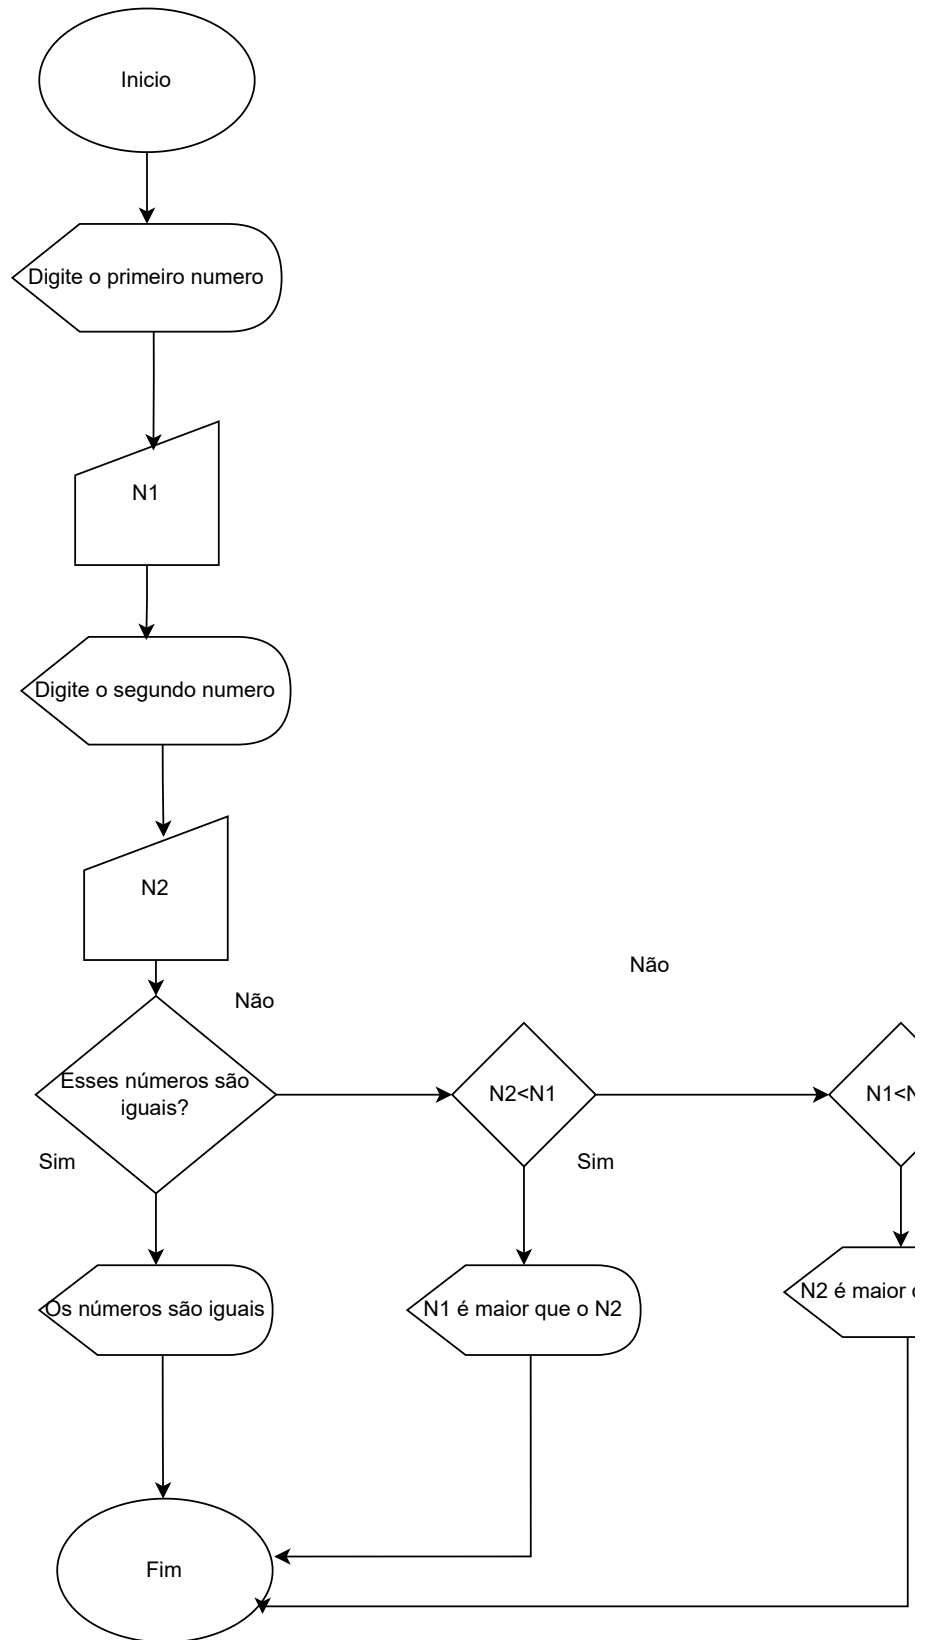 Inicio
Digite o primeiro numero
N1
Digite o segundo numero
N2
Não
Não
Esses números são
iguais?
N2<N1
N1<N
Sim
Sim
Os números são iguais
N1 é maior que o N2
N2 é maior
Fim